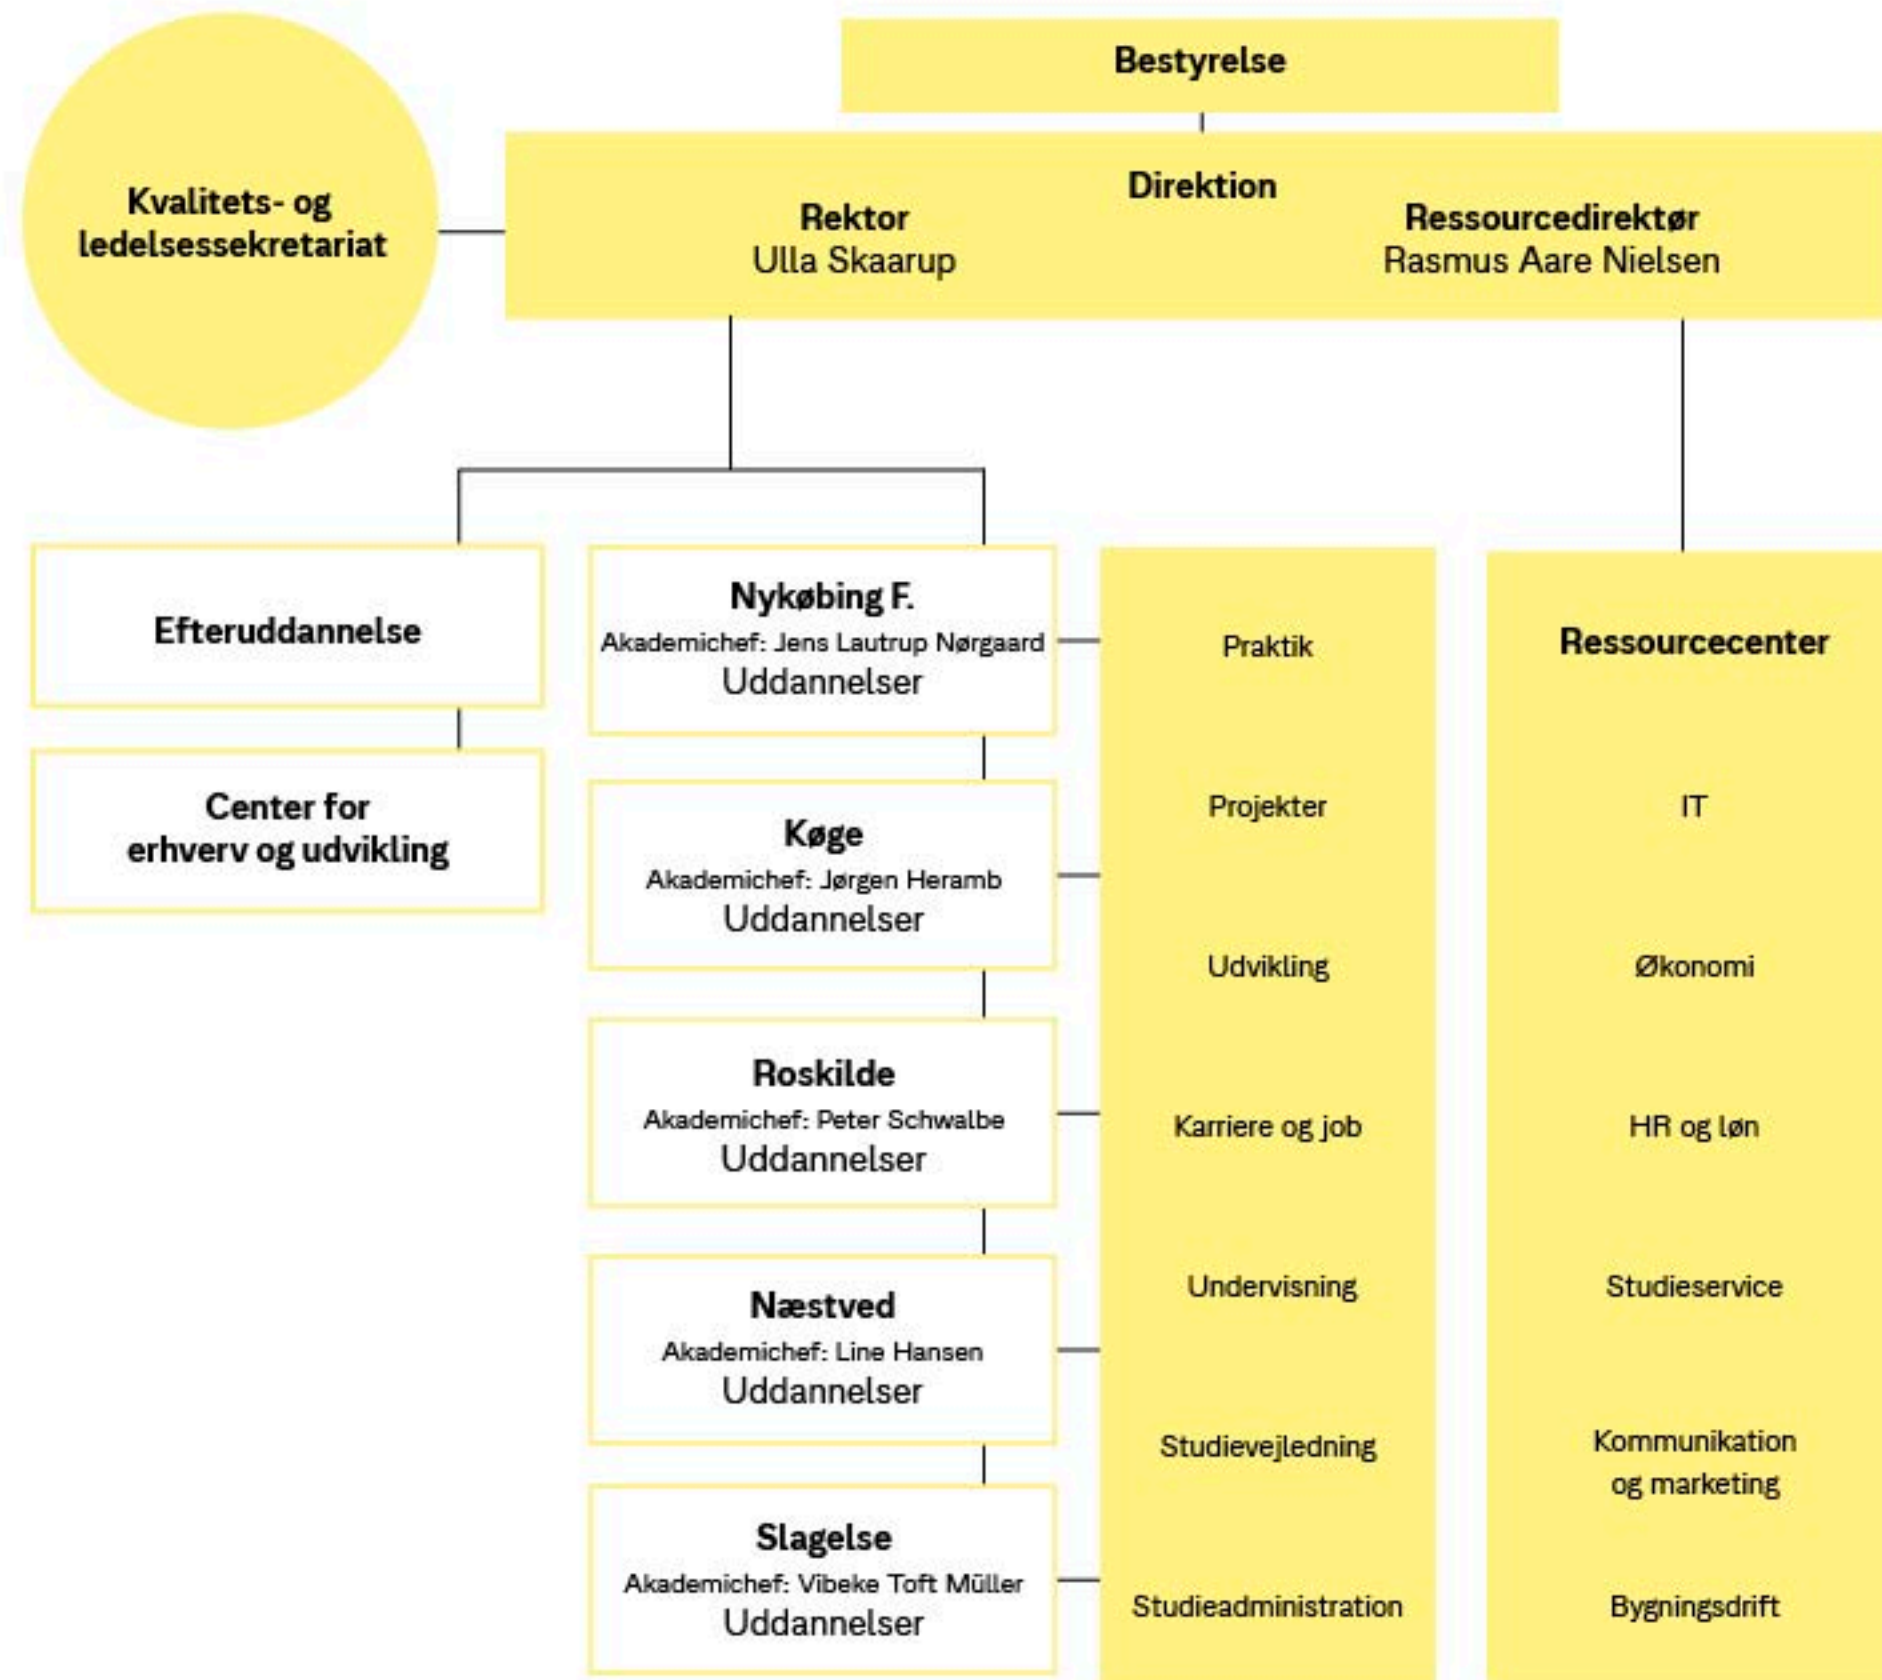 Kvalitets- og
ledelsessekretariat
Bestyrelse
Direktion
Rektor
Ulla Skaarup
Ressourcedirektør
Rasmus Aare Nielsen
Efteruddannelse
Center for
erhverv og udvikling
Nykøbing F.
Akademichef: Jens Lautrup Nørgaard
Uddannelser
Køge
Akademichef: Jørgen Heramb
Uddannelser
Roskilde
Akademichef: Peter Schwalbe
Uddannelser
Næstved
Akademichef: Line Hansen
Uddannelser
Slagelse
Akademichef: Vibeke Toft Müller
Uddannelser
Praktik
Projekter
Udvikling
Karriere og job
Undervisning
Studievejledning
Studieadministration
Ressourcecenter
IT
Økonomi
HR og løn
Studieservice
Kommunikation
og marketing
Bygningsdrift